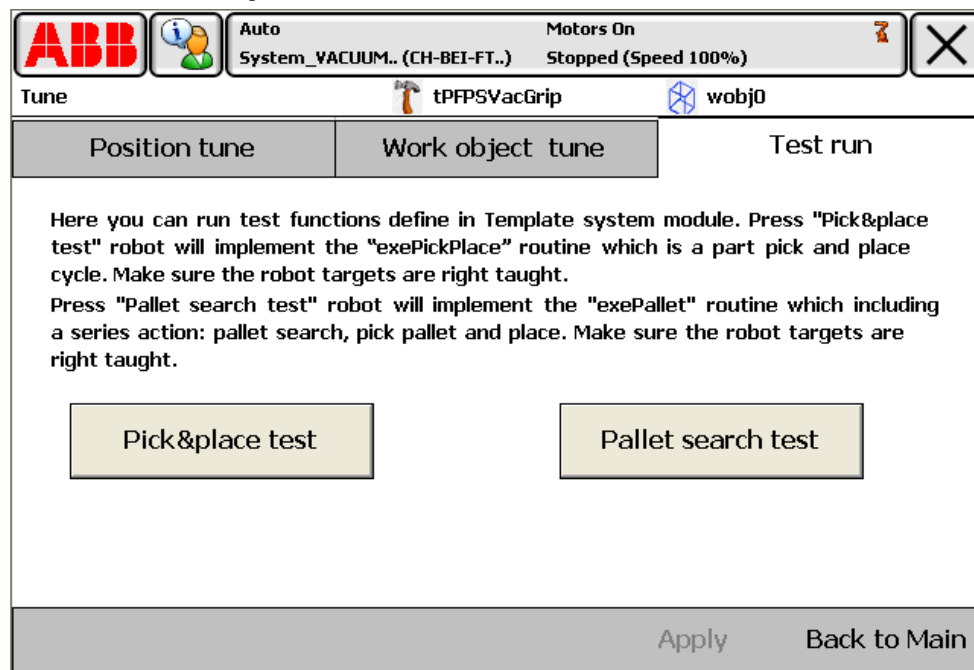 ABB
Auto Motors On
System_VACUUM.. (CH-BEI-FT..) Stopped (Speed 100%)
Tune tPFPSVacGrip wobj0
Position tune Work object tune Test run
Here you can run test functions define in Template system module. Press "Pick&place
test" robot will implement the "exePickPlace" routine which is a part pick and place
cycle. Make sure the robot targets are right taught.
Press "Pallet search test" robot will implement the "exePallet" routine which including
a series action: pallet search, pick pallet and place. Make sure the robot targets are
right taught.
Pick&place test Pallet search test
Apply Back to Main